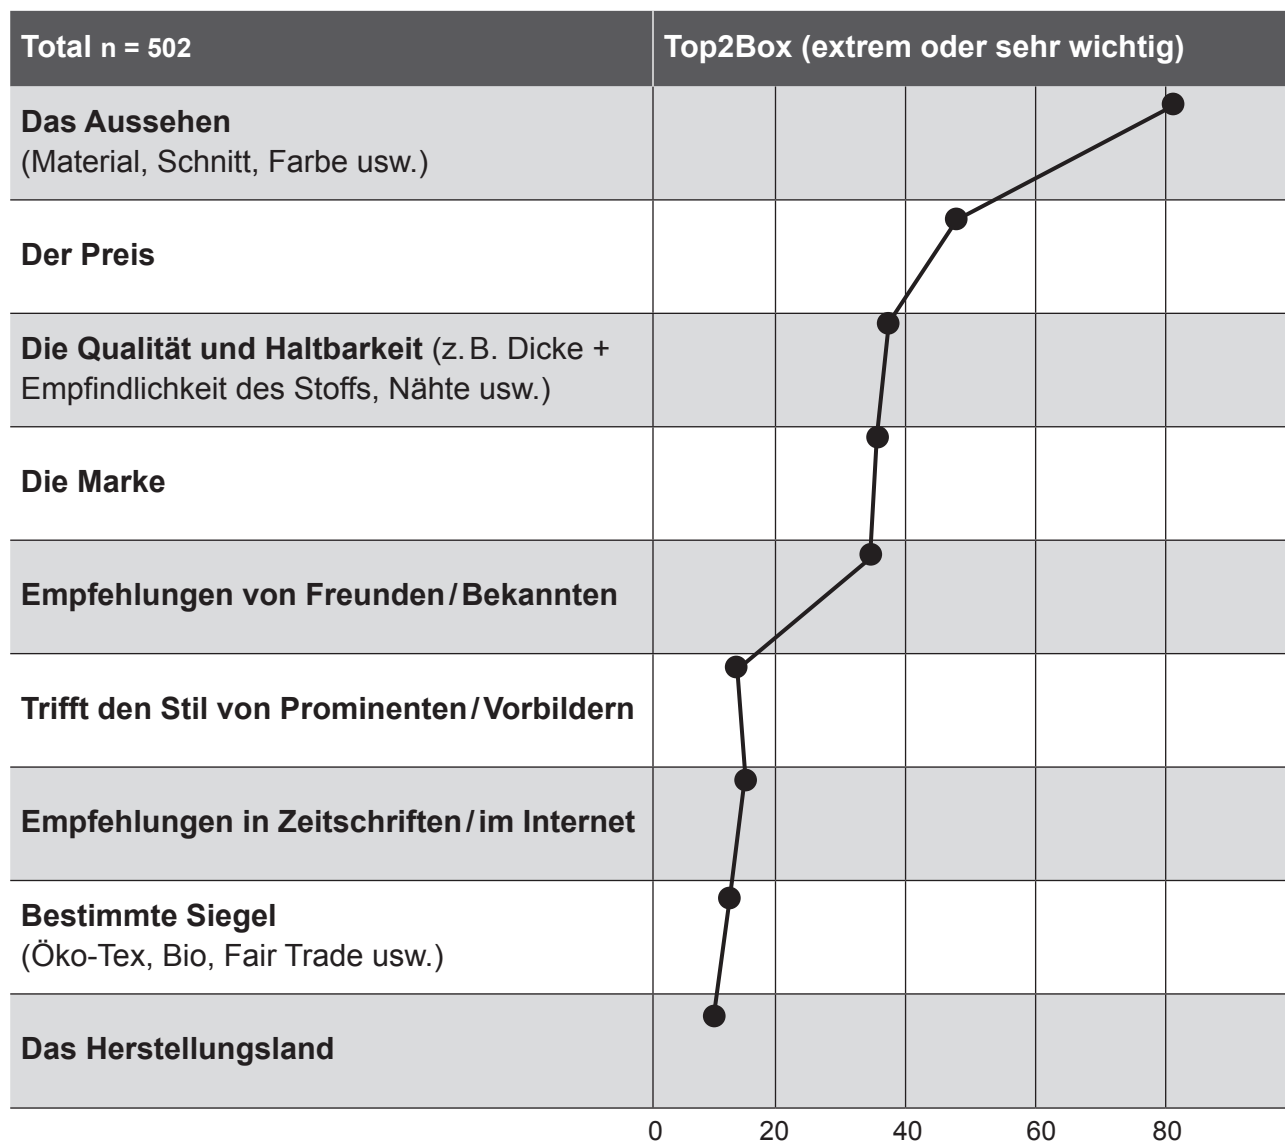 Total n = 502
Top2Box (extrem oder sehr wichtig)
Das Aussehen
(Material, Schnitt, Farbe usw.)
Der Preis
Die Qualität und Haltbarkeit (z. B. Dicke +
Empfindlichkeit des Stoffs, Nähte usw.)
Die Marke
Empfehlungen von Freunden / Bekannten
Trifft den Stil von Prominenten / Vorbildern
Empfehlungen in Zeitschriften / im Internet
Bestimmte Siegel
(Öko-Tex, Bio, Fair Trade usw.)
Das Herstellungsland
0 20 40 60 80